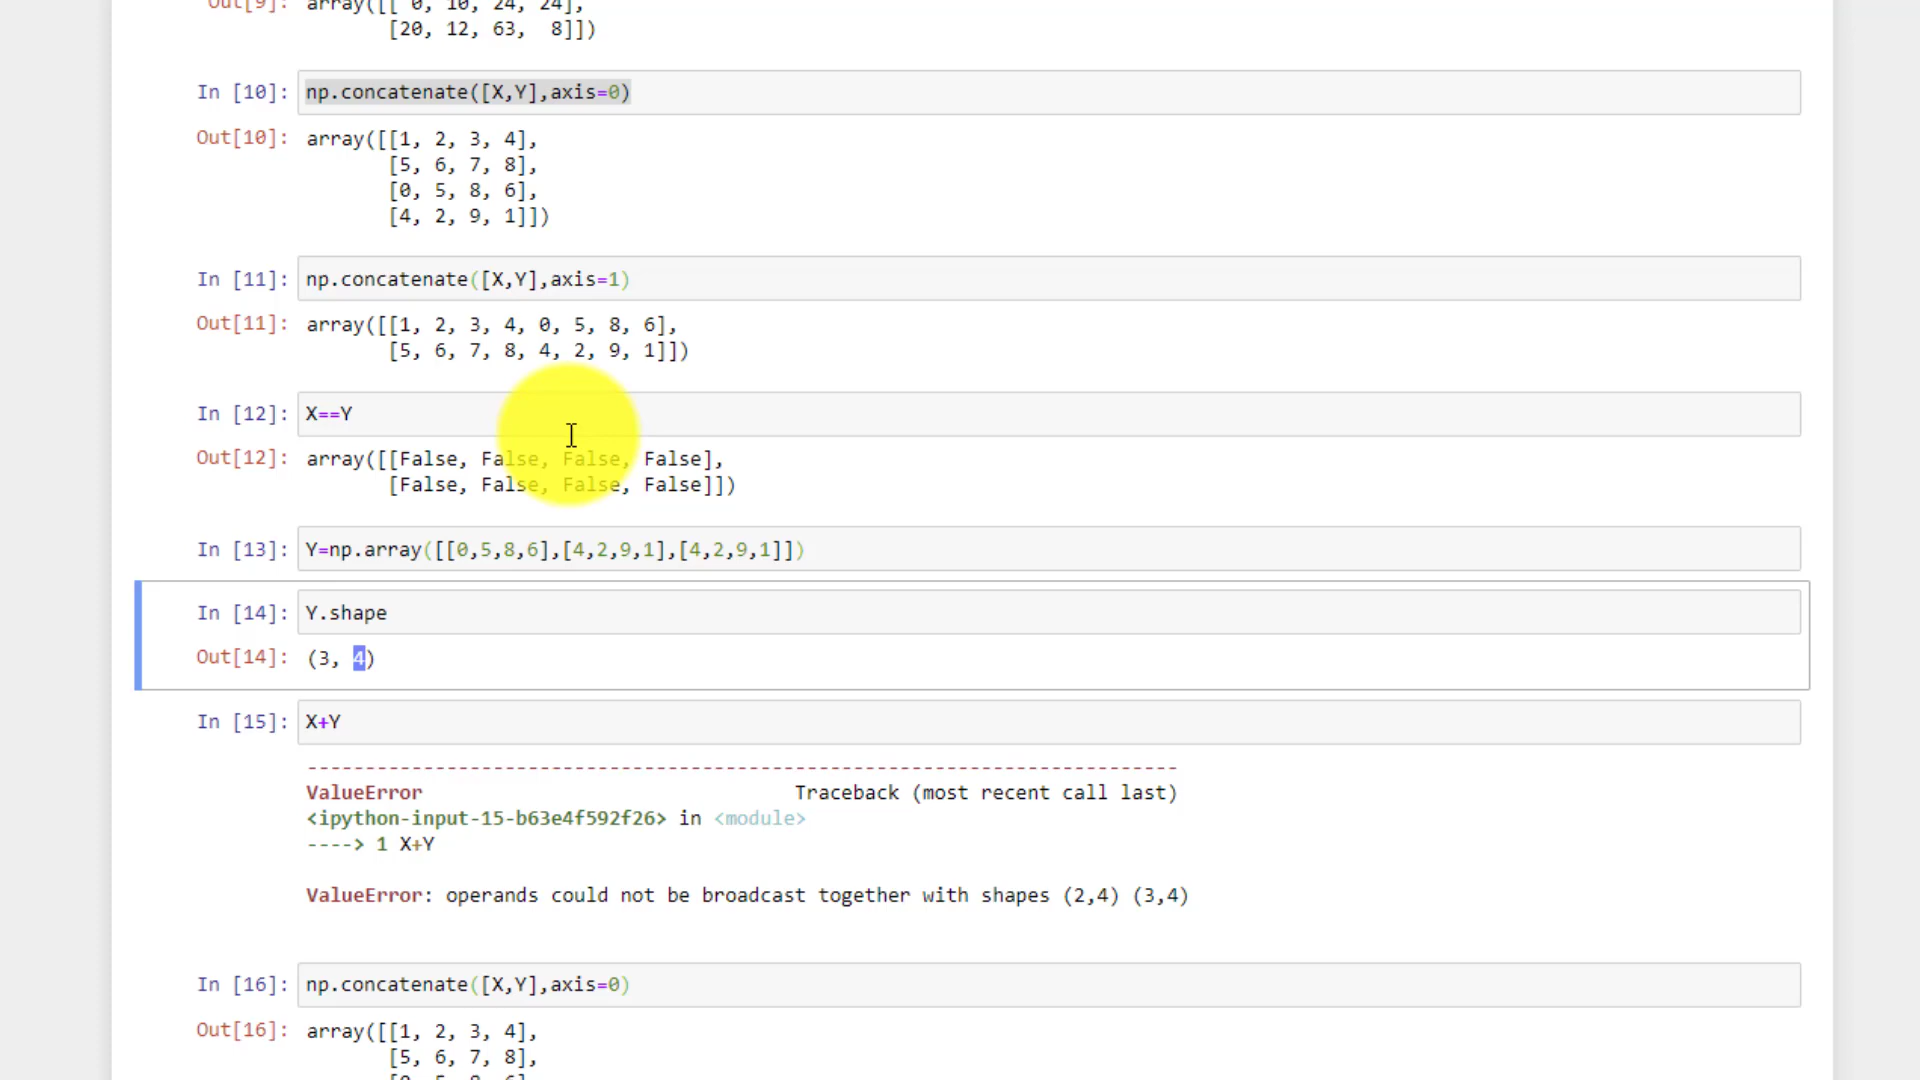 Out[9]: array([[ 0, 10, 24, 24],
[20, 12, 63,  8]])
In [10]: np.concatenate([X,Y],axis=0)
Out[10]: array([[1, 2, 3, 4],
[5, 6, 7, 8],
[0, 5, 8, 6],
[4, 2, 9, 1]])
In [11]: np.concatenate([X,Y],axis=1)
Out[11]: array([[1, 2, 3, 4, 0, 5, 8, 6],
[5, 6, 7, 8, 4, 2, 9, 1]])
In [12]: X==Y
Out[12]: array([[False, False, False, False],
[False, False, False, False]])
In [13]: Y=np.array([[0,5,8,6],[4,2,9,1],[4,2,9,1]])
In [14]: Y.shape
Out[14]: (3, 4)
In [15]: X+Y
---------------------------------------------------------------------------
ValueError Traceback (most recent call last)
<ipython-input-15-b63e4f592f26> in <module>
----> 1 X+Y
ValueError: operands could not be broadcast together with shapes (2,4) (3,4)
In [16]: np.concatenate([X,Y],axis=0)
Out[16]: array([[1, 2, 3, 4],
[5, 6, 7, 8],
[0, 5, 8, 6],